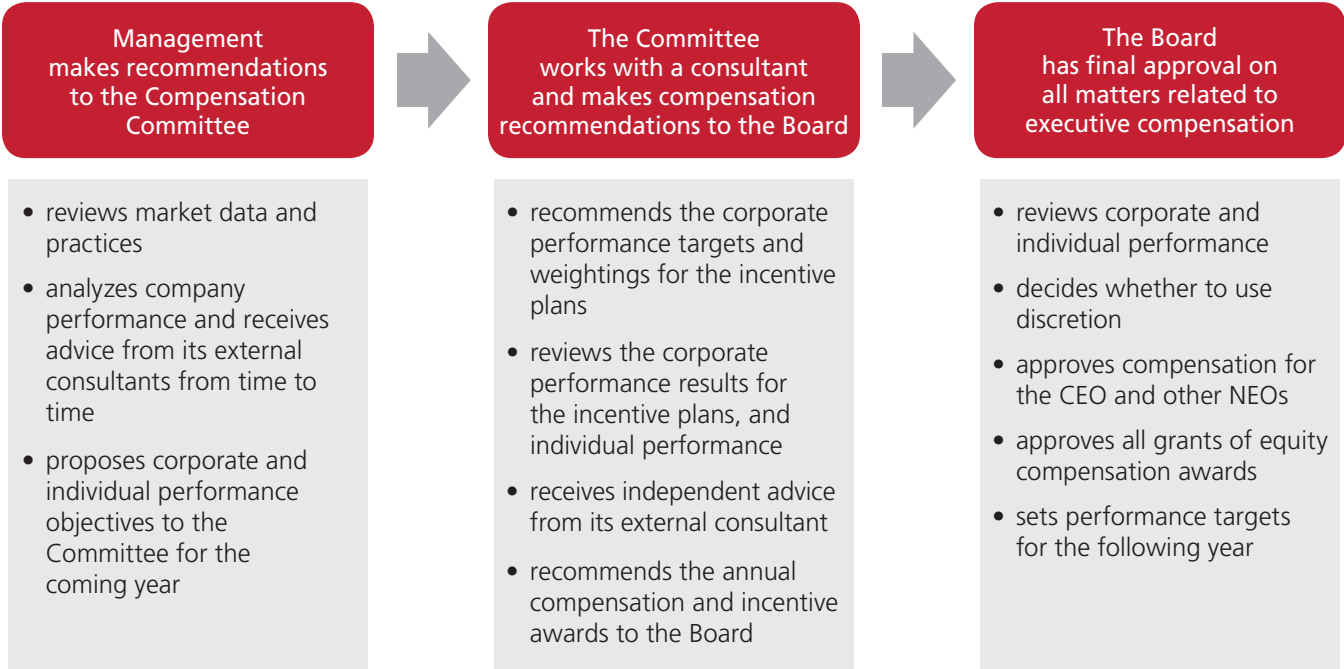 Management
makes recommendations
to the Compensation
Committee
• reviews market data and
practices
• analyzes company
performance and receives
advice from its external
consultants from time to
time
• proposes corporate and
individual performance
objectives to the
Committee for the
coming year
The Committee
works with a consultant
and makes compensation
recommendations to the Board
• recommends the corporate
performance targets and
weightings for the incentive
plans
• reviews the corporate
performance results for
the incentive plans, and
individual performance
• receives independent advice
from its external consultant
• recommends the annual
compensation and incentive
awards to the Board
The Board
has final approval on
all matters related to
executive compensation
• reviews corporate and
individual performance
• decides whether to use
discretion
• approves compensation for
the CEO and other NEOs
• approves all grants of equity
compensation awards
• sets performance targets
for the following year